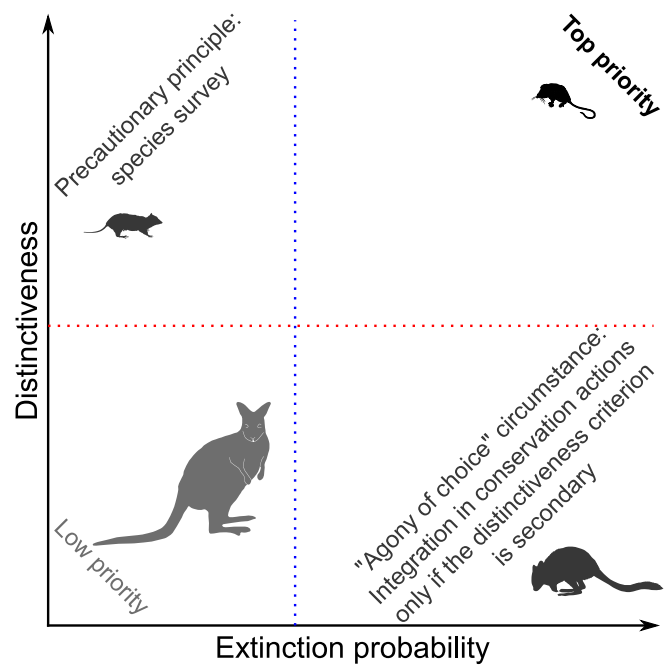 Precautionary principle:
species survey
Top priority
Distinctiveness
"Agony of choice" circumstance:
Integration in conservation actions
only if the distinctiveness criterion
is secondary
Low priority
Extinction probability